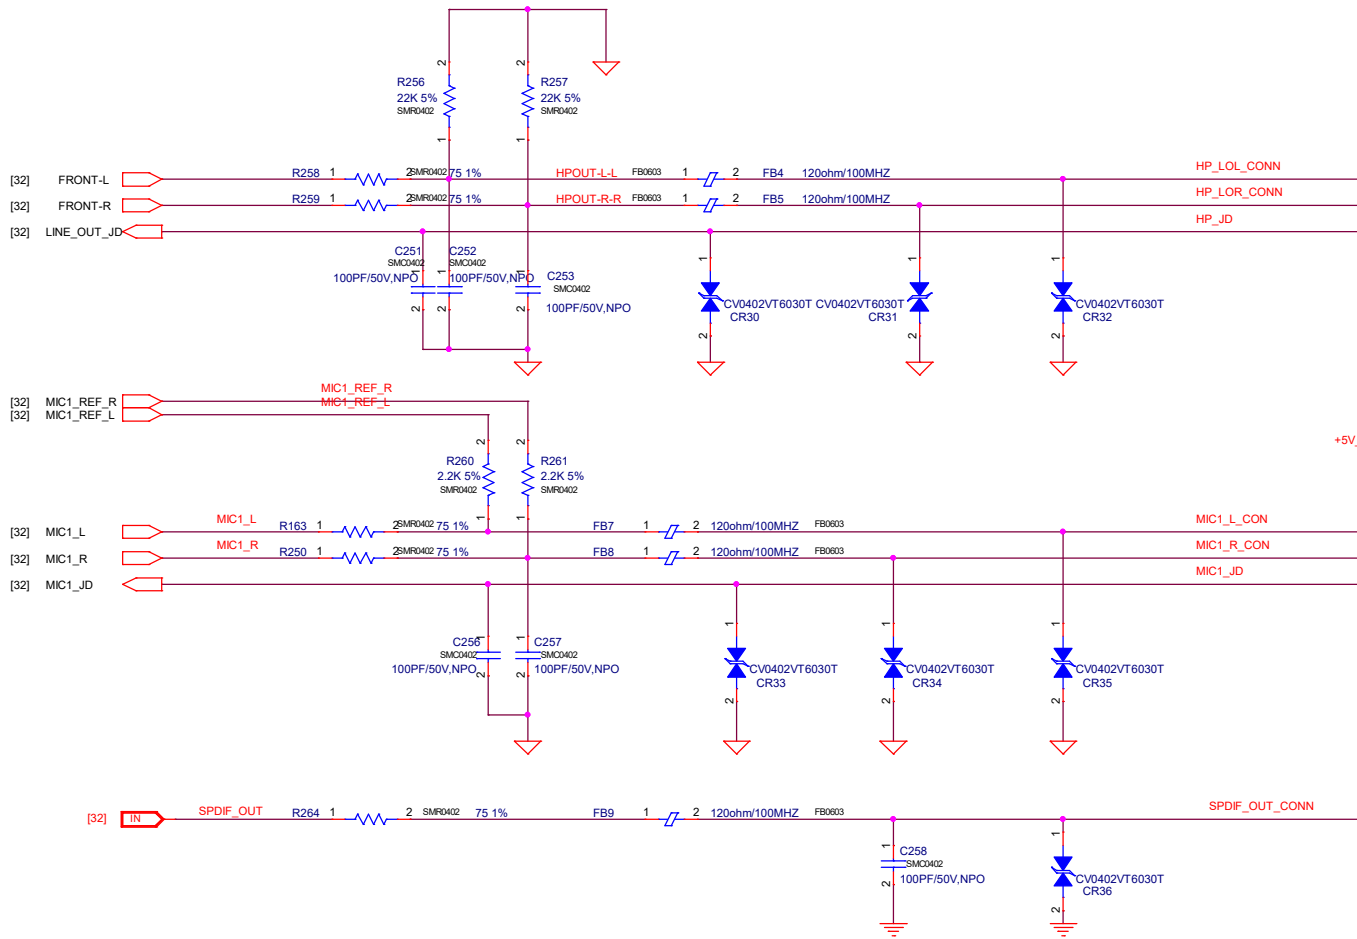 2 2
R256 R257
22K 5% 22K 5%
SMR0402 SMR0402
1 1
[32] FRONT-L R258 1 2 SMR0402 75 1% HPOUT-L-L FB0603 1 2 FB4 120ohm/100MHZ HP_LOL_CONN
[32] FRONT-R R259 1 2 SMR0402 75 1% HPOUT-R-R FB0603 1 2 FB5 120ohm/100MHZ HP_LOR_CONN
[32] LINE_OUT_JD HP_JD
C251 C252
SMC0402 SMC0402
1 1 1 1 1 1
100PF/50V,NPO 100PF/50V,NPO C253
SMC0402
100PF/50V,NPO
2 2 2 2 2 2
CV0402VT6030T CV0402VT6030T CV0402VT6030T
CR30 CR31 CR32
MIC1_REF_R
[32] MIC1_REF_R MIC1_REF_L
[32] MIC1_REF_L
2 2 +5V_
R260 R261
2.2K 5% 2.2K 5%
SMR0402 SMR0402
1 1
[32] MIC1_L MIC1_L R163 1 2 SMR0402 75 1% FB7 1 2 120ohm/100MHZ FB0603 MIC1_L_CON
[32] MIC1_R MIC1_R R250 1 2 SMR0402 75 1% FB8 1 2 120ohm/100MHZ FB0603 MIC1_R_CON
[32] MIC1_JD MIC1_JD
1 1 1 1 1
C256 C257
SMC0402 SMC0402
100PF/50V,NPO 100PF/50V,NPO
2 2 2 2 2
CV0402VT6030T CV0402VT6030T CV0402VT6030T
CR33 CR34 CR35
[32] IN SPDIF_OUT R264 1 2 SMR0402 75 1% FB9 1 2 120ohm/100MHZ FB0603 SPDIF_OUT_CONN
1 1
C258
SMC0402
100PF/50V,NPO CV0402VT6030T
2 2 CR36